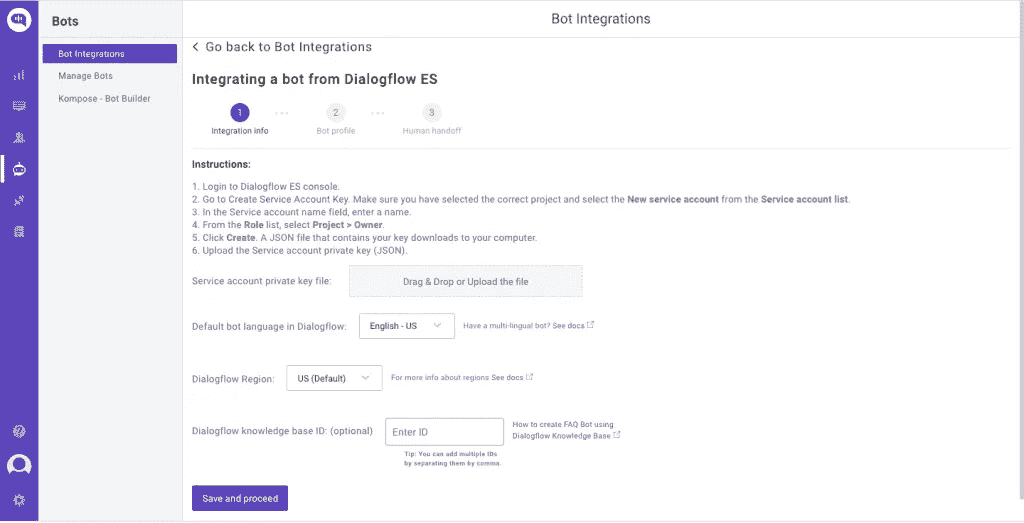 Bots
Bot Integrations
Bot Integrations
Manage Bots
Kompose - Bot Builder
Go back to Bot Integrations
Integrating a bot from Dialogflow ES
1 2 3
Integration info Bot profile Human handoff
Instructions:
1. Login to Dialogflow ES console.
2. Go to Create Service Account Key. Make sure you have selected the correct project and select the New service account from the Service account list.
3. In the Service account name field, enter a name.
4. From the Role list, select Project > Owner.
5. Click Create. A JSON file that contains your key downloads to your computer.
6. Upload the Service account private key (JSON).
Service account private key file: Drag & Drop or Upload the file
Default bot language in Dialogflow: English - US Have a multi-lingual bot? See docs
Dialogflow Region: US (Default) For more info about regions See docs
Dialogflow knowledge base ID: (optional) Enter ID
How to create FAQ Bot using
Dialogflow Knowledge Base
Tip: You can add multiple IDs
by separating them by comma.
Save and proceed